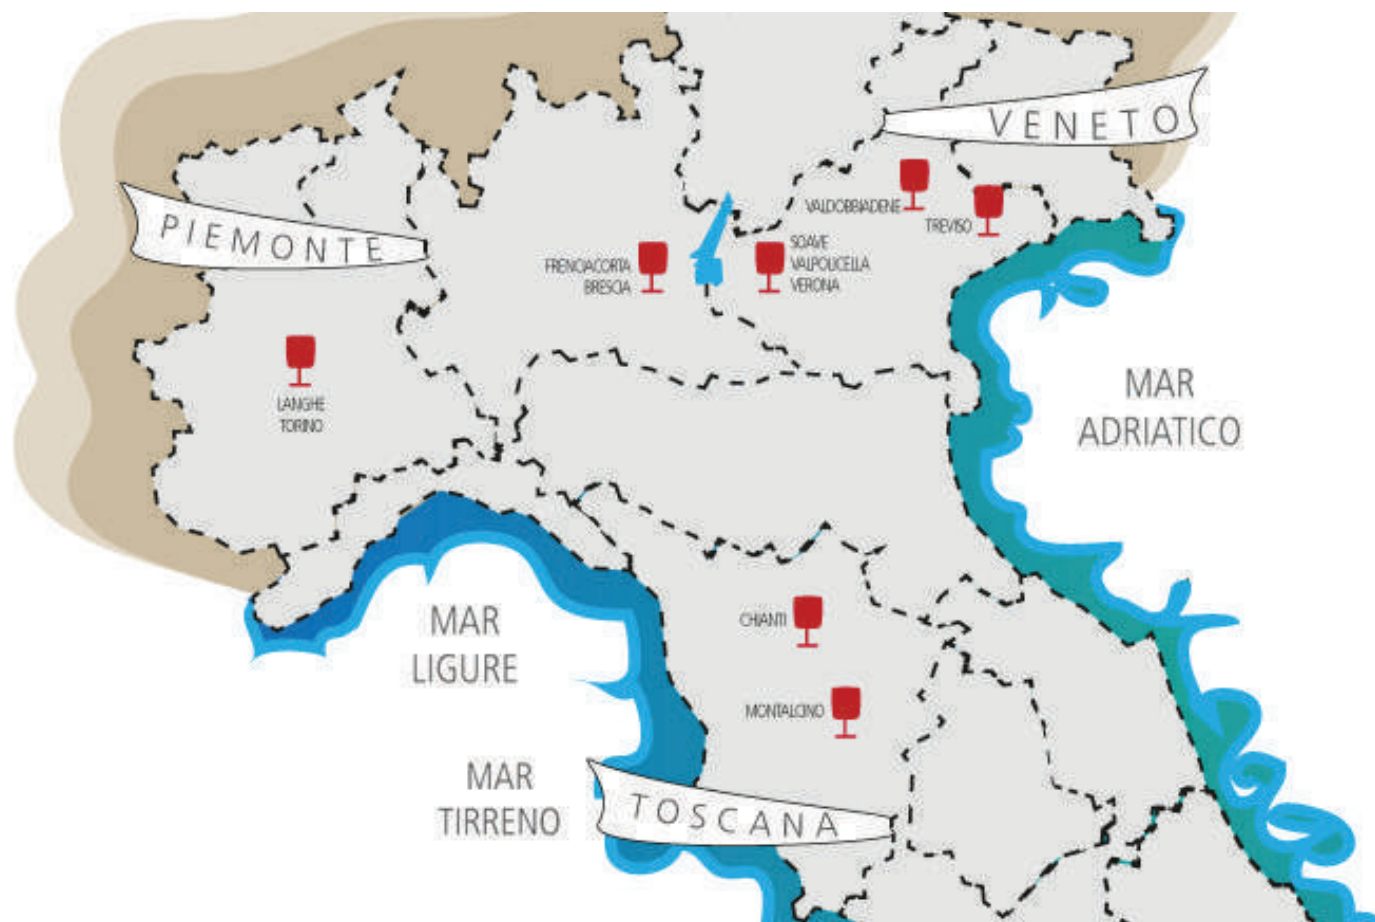 VENETO
PIEMONTE
VALDOBBIADENE
TREVISO
FRENCIACORTA
BRESCIA
SOAVE
VALPOLICELLA
VERONA
LANGHE
TORINO
MAR
ADRIATICO
CHIANTI
MAR
LIGURE
MONTALCINO
MAR
TIRRENO
TOSCANA